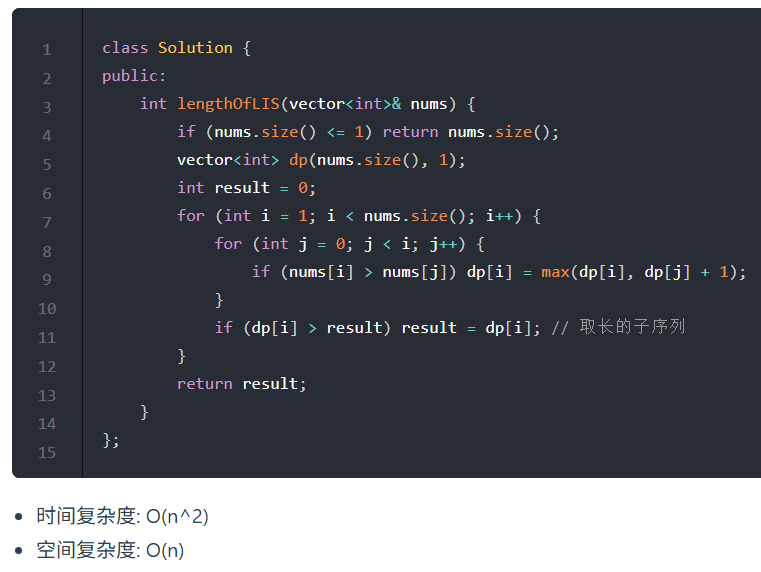 1 class Solution {
2 public:
3     int lengthOfLIS(vector<int>& nums) {
4         if (nums.size() <= 1) return nums.size();
5         vector<int> dp(nums.size(), 1);
6         int result = 0;
7         for (int i = 1; i < nums.size(); i++) {
8             for (int j = 0; j < i; j++) {
9                 if (nums[i] > nums[j]) dp[i] = max(dp[i], dp[j] + 1);
10             }
11             if (dp[i] > result) result = dp[i]; // 取长的子序列
12         }
13         return result;
14     }
15 };
• 时间复杂度: O(n^2)
• 空间复杂度: O(n)